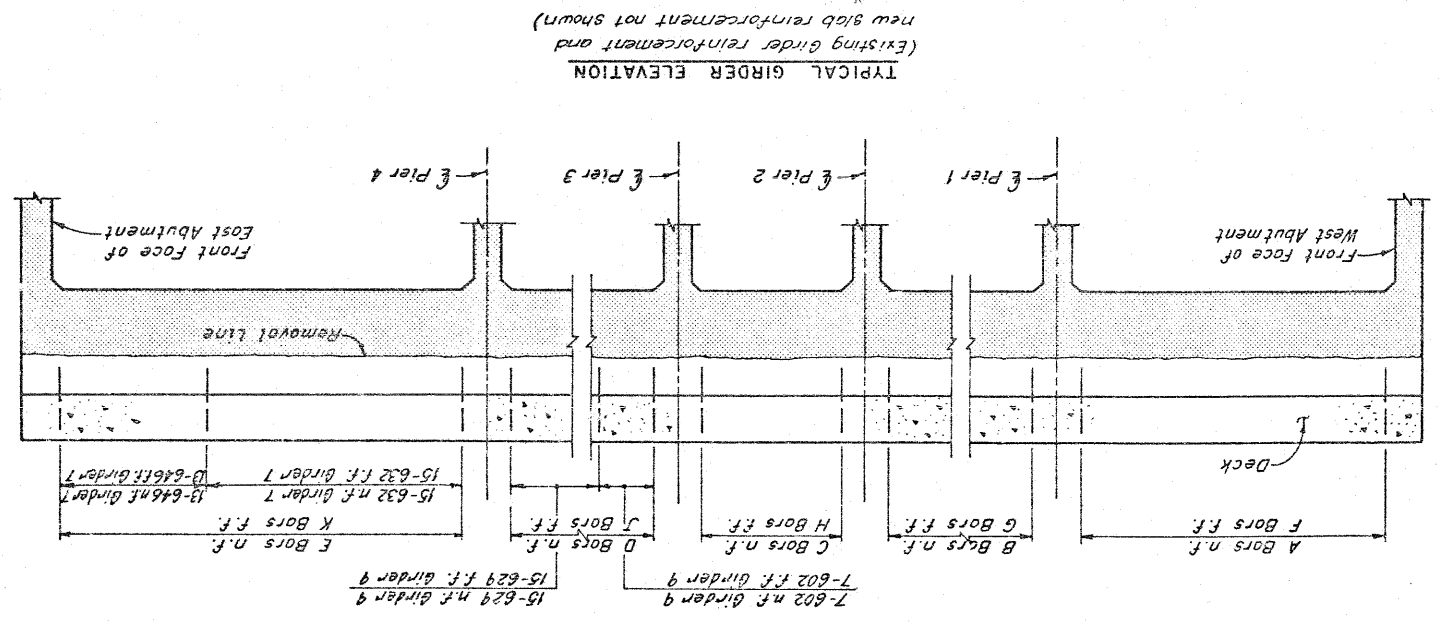 7-602 n.f. Girder 9
7-602 f.f. Girder 9
15-629 n.f. Girder 9
15-629 f.f. Girder 9
A Bars n.f.
F Bars f.f.
B Bars n.f.
G Bars f.f.
C Bars n.f.
H Bars f.f.
D Bars n.f.
J Bars f.f.
E Bars n.f.
K Bars f.f.
15-632 n.f. Girder 7
15-632 f.f. Girder 7
13-646 n.f. Girder 7
13-646 f.f. Girder 7
Deck
Removal Line
Front Face of
West Abutment
Front Face of
East Abutment
℄ Pier 1
℄ Pier 2
℄ Pier 3
℄ Pier 4
TYPICAL GIRDER ELEVATION
(Existing Girder reinforcement and
new slab reinforcement not shown)